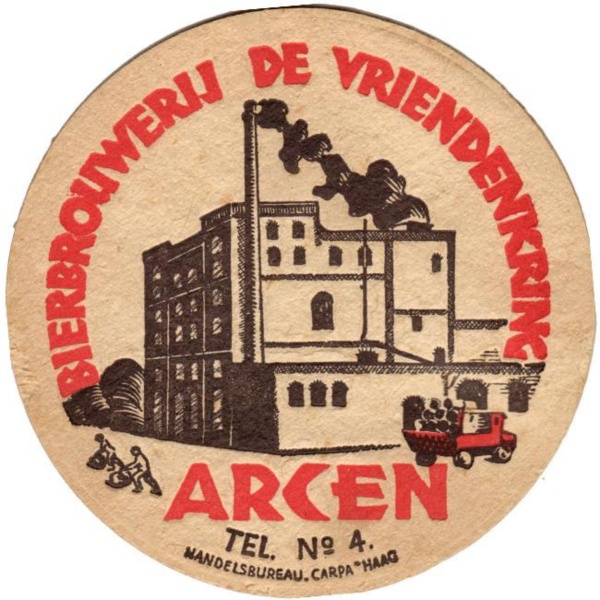 BIERBROUWERIJ DE VRIENDENKRING
ARCEN
TEL. Nº 4.
HANDELSBUREAU. CARPA-HAAG